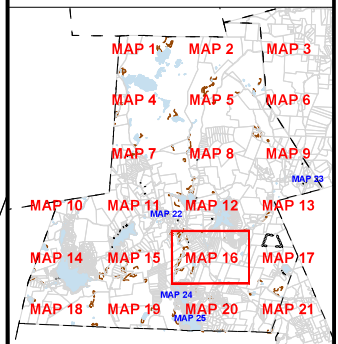 MAP 1 MAP 2 MAP 3
MAP 4 MAP 5 MAP 6
MAP 7 MAP 8 MAP 9
MAP 23
MAP 10 MAP 11 MAP 12 MAP 13
MAP 22
MAP 14 MAP 15 MAP 16 MAP 17
MAP 24
MAP 18 MAP 19 MAP 20 MAP 21
MAP 25